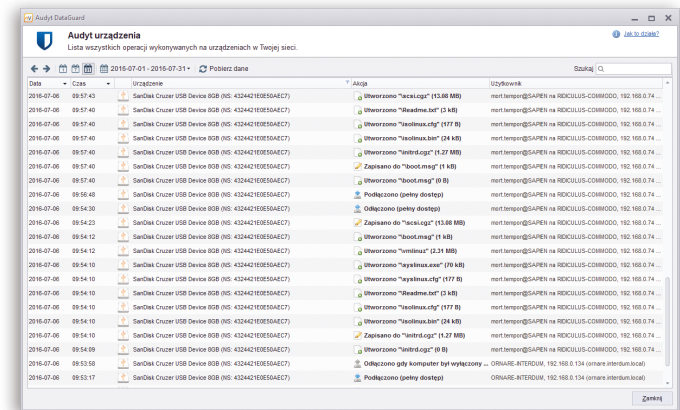 Audyt DataGuard
Audyt urządzenia
Lista wszystkich operacji wykonywanych na urządzeniach w Twojej sieci.
Jak to działa?
2016-07-01 - 2016-07-31 Pobierz dane Szukaj
Data Czas Urządzenie Akcja Użytkownik
2016-07-06 09:57:43 SanDisk Cruzer USB Device 8GB (NS: 4324421E0E50AEC7) Utworzono "\scsi.cgz" (13.08 MB) mort.tempor@SAPIEN na RIDICULUS-COMMODO, 192.168.0.74 ...
2016-07-06 09:57:40 SanDisk Cruzer USB Device 8GB (NS: 4324421E0E50AEC7) Utworzono "\Readme.txt" (3 kB) mort.tempor@SAPIEN na RIDICULUS-COMMODO, 192.168.0.74 ...
2016-07-06 09:57:40 SanDisk Cruzer USB Device 8GB (NS: 4324421E0E50AEC7) Utworzono "\isolinux.cfg" (177 B) mort.tempor@SAPIEN na RIDICULUS-COMMODO, 192.168.0.74 ...
2016-07-06 09:57:40 SanDisk Cruzer USB Device 8GB (NS: 4324421E0E50AEC7) Utworzono "\isolinux.bin" (24 kB) mort.tempor@SAPIEN na RIDICULUS-COMMODO, 192.168.0.74 ...
2016-07-06 09:57:40 SanDisk Cruzer USB Device 8GB (NS: 4324421E0E50AEC7) Utworzono "\initrd.cgz" (1.27 MB) mort.tempor@SAPIEN na RIDICULUS-COMMODO, 192.168.0.74 ...
2016-07-06 09:57:40 SanDisk Cruzer USB Device 8GB (NS: 4324421E0E50AEC7) Zapisano do "\boot.msg" (1 kB) mort.tempor@SAPIEN na RIDICULUS-COMMODO, 192.168.0.74 ...
2016-07-06 09:57:40 SanDisk Cruzer USB Device 8GB (NS: 4324421E0E50AEC7) Utworzono "\boot.msg" (0 B) mort.tempor@SAPIEN na RIDICULUS-COMMODO, 192.168.0.74 ...
2016-07-06 09:56:48 SanDisk Cruzer USB Device 8GB (NS: 4324421E0E50AEC7) Podłączono (pełny dostęp) mort.tempor@SAPIEN na RIDICULUS-COMMODO, 192.168.0.74 ...
2016-07-06 09:54:30 SanDisk Cruzer USB Device 8GB (NS: 4324421E0E50AEC7) Odłączono (pełny dostęp) mort.tempor@SAPIEN na RIDICULUS-COMMODO, 192.168.0.74 ...
2016-07-06 09:54:23 SanDisk Cruzer USB Device 8GB (NS: 4324421E0E50AEC7) Zapisano do "\scsi.cgz" (13.08 MB) mort.tempor@SAPIEN na RIDICULUS-COMMODO, 192.168.0.74 ...
2016-07-06 09:54:12 SanDisk Cruzer USB Device 8GB (NS: 4324421E0E50AEC7) Utworzono "\boot.msg" (1 kB) mort.tempor@SAPIEN na RIDICULUS-COMMODO, 192.168.0.74 ...
2016-07-06 09:54:12 SanDisk Cruzer USB Device 8GB (NS: 4324421E0E50AEC7) Utworzono "\vmlinuz" (2.31 MB) mort.tempor@SAPIEN na RIDICULUS-COMMODO, 192.168.0.74 ...
2016-07-06 09:54:10 SanDisk Cruzer USB Device 8GB (NS: 4324421E0E50AEC7) Utworzono "\syslinux.exe" (70 kB) mort.tempor@SAPIEN na RIDICULUS-COMMODO, 192.168.0.74 ...
2016-07-06 09:54:10 SanDisk Cruzer USB Device 8GB (NS: 4324421E0E50AEC7) Utworzono "\syslinux.cfg" (177 B) mort.tempor@SAPIEN na RIDICULUS-COMMODO, 192.168.0.74 ...
2016-07-06 09:54:10 SanDisk Cruzer USB Device 8GB (NS: 4324421E0E50AEC7) Utworzono "\Readme.txt" (3 kB) mort.tempor@SAPIEN na RIDICULUS-COMMODO, 192.168.0.74 ...
2016-07-06 09:54:10 SanDisk Cruzer USB Device 8GB (NS: 4324421E0E50AEC7) Utworzono "\isolinux.cfg" (177 B) mort.tempor@SAPIEN na RIDICULUS-COMMODO, 192.168.0.74 ...
2016-07-06 09:54:10 SanDisk Cruzer USB Device 8GB (NS: 4324421E0E50AEC7) Utworzono "\isolinux.bin" (24 kB) mort.tempor@SAPIEN na RIDICULUS-COMMODO, 192.168.0.74 ...
2016-07-06 09:54:10 SanDisk Cruzer USB Device 8GB (NS: 4324421E0E50AEC7) Zapisano do "\initrd.cgz" (1.27 MB) mort.tempor@SAPIEN na RIDICULUS-COMMODO, 192.168.0.74 ...
2016-07-06 09:54:09 SanDisk Cruzer USB Device 8GB (NS: 4324421E0E50AEC7) Utworzono "\initrd.cgz" (0 B) mort.tempor@SAPIEN na RIDICULUS-COMMODO, 192.168.0.74 ...
2016-07-06 09:53:58 SanDisk Cruzer USB Device 8GB (NS: 4324421E0E50AEC7) Odłączono gdy komputer był wyłączony ... ORNARE-INTERDUM, 192.168.0.134 (ornare.interdum.local)
2016-07-06 09:53:17 SanDisk Cruzer USB Device 8GB (NS: 4324421E0E50AEC7) Podłączono (pełny dostęp) ORNARE-INTERDUM, 192.168.0.134 (ornare.interdum.local)
Zamknij